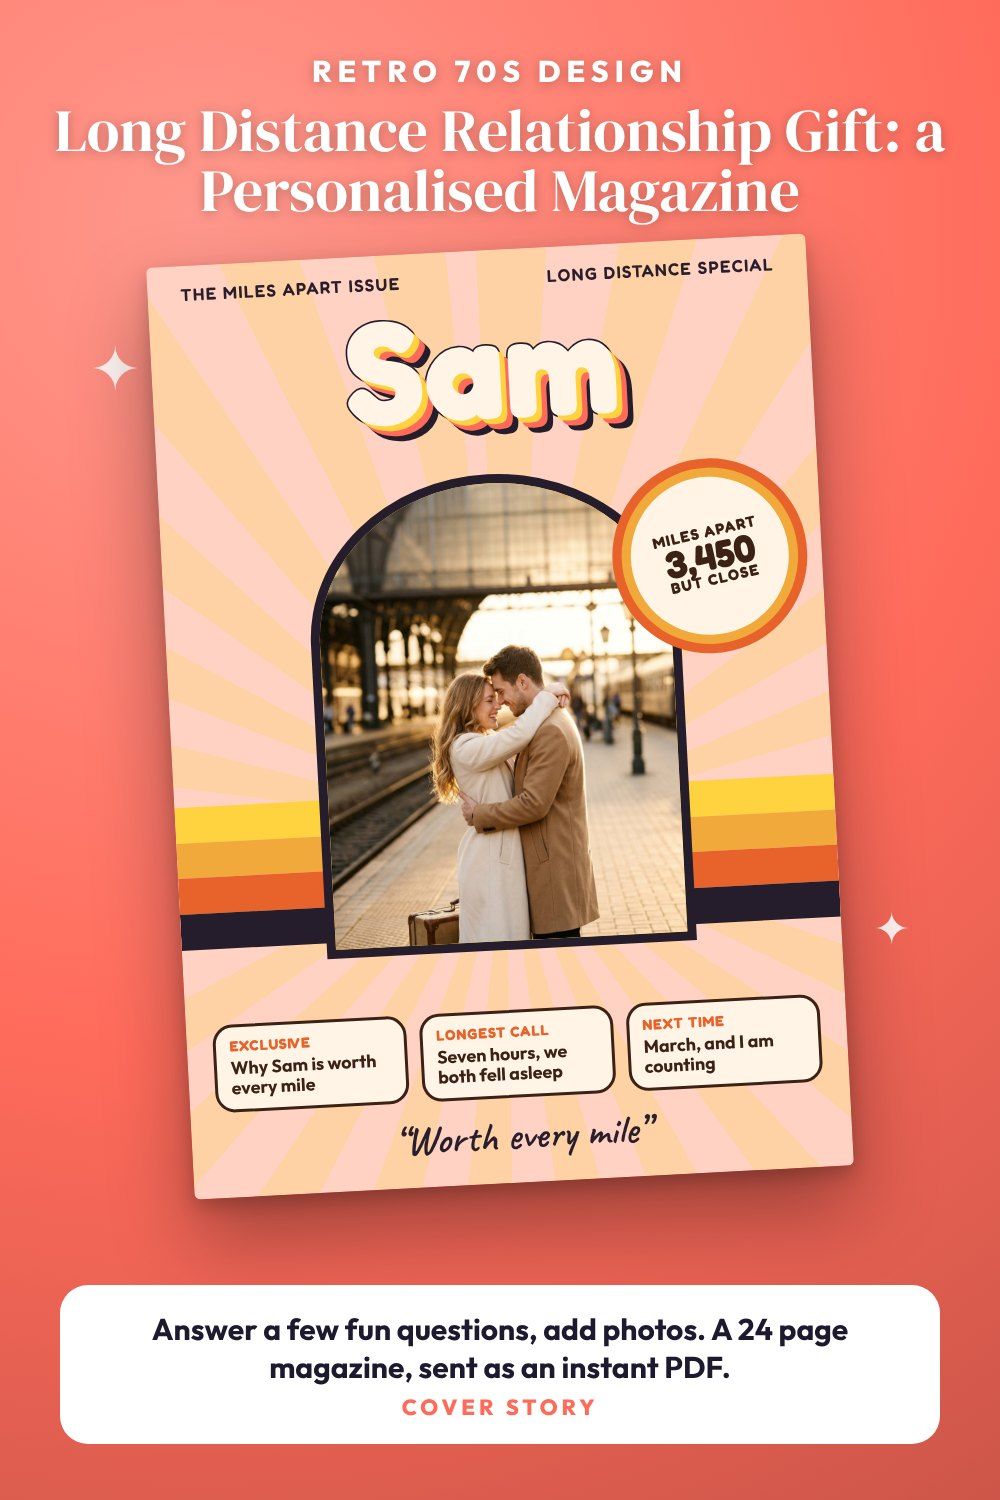 RETRO 70S DESIGN
Long Distance Relationship Gift: a
Personalised Magazine
THE MILES APART ISSUE
LONG DISTANCE SPECIAL
Sam
MILES APART
3,450
BUT CLOSE
EXCLUSIVE
Why Sam is worth
every mile
LONGEST CALL
Seven hours, we
both fell asleep
NEXT TIME
March, and I am
counting
“Worth every mile”
Answer a few fun questions, add photos. A 24 page
magazine, sent as an instant PDF.
COVER STORY